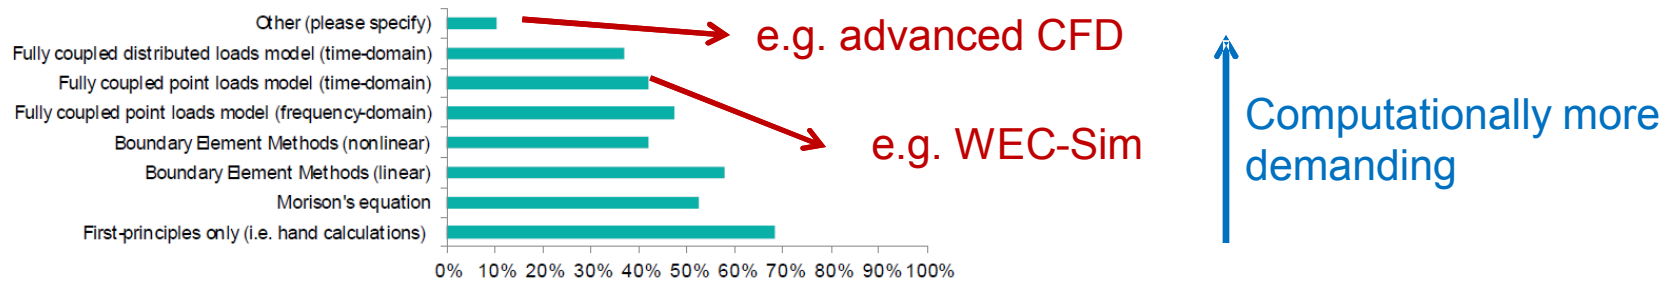 Other (please specify)
e.g. advanced CFD
Fully coupled distributed loads model (time-domain)
Fully coupled point loads model (time-domain)
Fully coupled point loads model (frequency-domain)
Computationally more
demanding
Boundary Element Methods (nonlinear)
e.g. WEC-Sim
Boundary Element Methods (linear)
Morison's equation
First-principles only (i.e. hand calculations)
0% 10% 20% 30% 40% 50% 60% 70% 80% 90% 100%